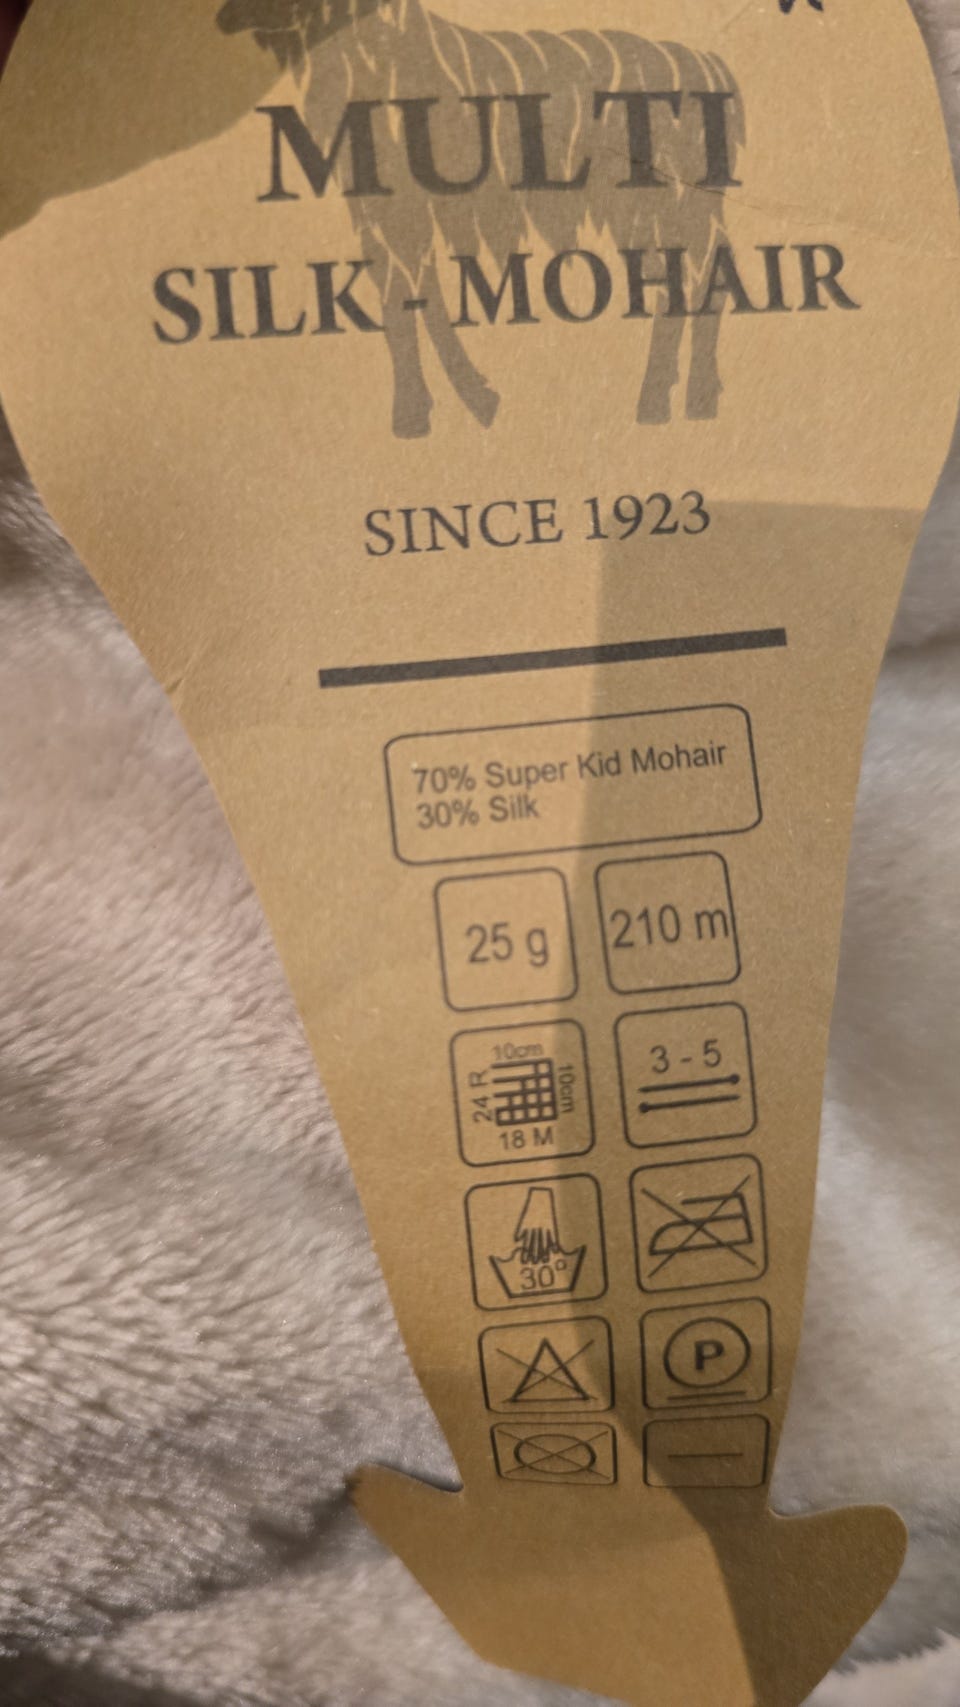 MULTI
SILK - MOHAIR
SINCE 1923
70% Super Kid Mohair
30% Silk
25 g
210 m
10cm
24 R
10cm
18 M
3 - 5
30°
P